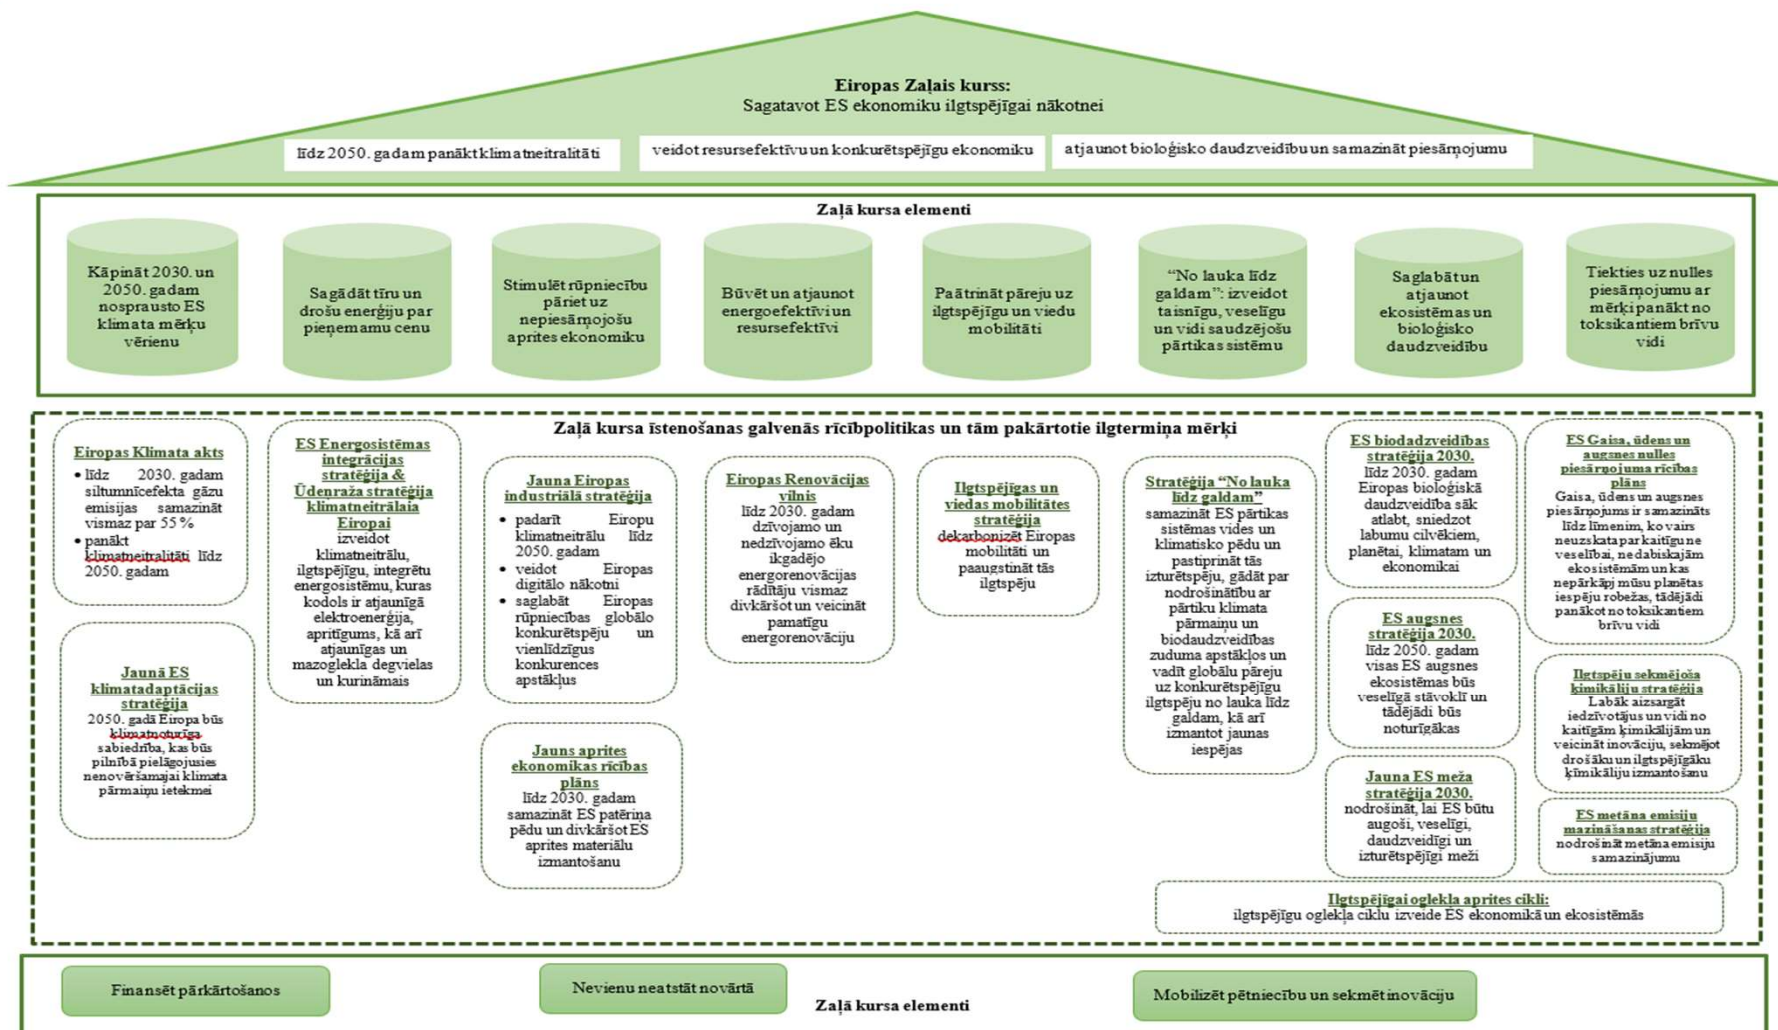 Eiropas Zaļais kurss:
Sagatavot ES ekonomiku ilgtspējīgai nākotnei
līdz 2050. gadam panākt klimatneitralitāti
veidot resursefektīvu un konkurētspējīgu ekonomiku
atjaunot bioloģisko daudzveidību un samazināt piesārņojumu
Zaļā kursa elementi
Kāpināt 2030. un
2050. gadam
nosprausto ES
klimata mērķu
vērienu
Sagādāt tīru un
drošu enerģiju par
pieņemamu cenu
Stimulēt rūpniecību
pāriet uz
nepiesārņojošu
aprites ekonomiku
Būvēt un atjaunot
energoefektīvi un
resursefektīvi
Paātrināt pāreju uz
ilgtspējīgu un viedu
mobilitāti
“No lauka līdz
galdam”: izveidot
taisnīgu, veselīgu
un vidi saudzējošu
pārtikas sistēmu
Saglabāt un
atjaunot
ekosistēmas un
bioloģisko
daudzveidību
Tiekties uz nulles
piesārņojumu ar
mērķi panākt no
toksikantiem brīvu
vidi
Zaļā kursa īstenošanas galvenās rīcībpolitikas un tām pakārtotie ilgtermiņa mērķi
Eiropas Klimata akts
• līdz 2030. gadam
siltumnīcefekta gāzu
emisijas samazināt
vismaz par 55 %
• panākt
klimatneitralitāti līdz
2050. gadam
Jaunā ES
klimatadaptācijas
stratēģija
2050. gadā Eiropa būs
klimatnoturīga
sabiedrība, kas būs
pilnībā pielāgojusies
nenovēršamajai klimata
pārmaiņu ietekmei
ES Energosistēmas
integrācijas
stratēģija &
Ūdenraža stratēģija
klimatneitrālaia
Eiropai
izveidot
klimatneitrālu,
ilgtspējīgu, integrētu
energosistēmu, kuras
kodols ir atjaunīgā
elektroenerģija,
apritīgums, kā arī
atjaunīgas un
mazoglekļa degvielas
un kurināmais
Jauna Eiropas
industriālā stratēģija
• padarīt Eiropu
klimatneitrālu līdz
2050. gadam
• veidot Eiropas
digitālo nākotni
• saglabāt Eiropas
rūpniecības globālo
konkurētspēju un
vienlīdzīgus
konkurences
apstākļus
Jauns aprites
ekonomikas rīcības
plāns
līdz 2030. gadam
samazināt ES patēriņa
pēdu un divkāršot ES
aprites materiālu
izmantošanu
Eiropas Renovācijas
vilnis
līdz 2030. gadam
dzīvojamo un
nedzīvojamo ēku
ikgadējo
energorenovācijas
rādītāju vismaz
divkāršot un veicināt
pamatīgu
energorenovāciju
Ilgtspējīgas un
viedas mobilitātes
stratēģija
dekarbonizēt Eiropas
mobilitāti un
paaugstināt tās
ilgtspēju
Stratēģija “No lauka
līdz galdam”
samazināt ES pārtikas
sistēmas vides un
klimatisko pēdu un
pastiprināt tās
izturētspēju, gādāt par
nodrošinātību ar
pārtiku klimata
pārmaiņu un
biodaudzveidības
zuduma apstākļos un
vadīt globālu pāreju
uz konkurētspējīgu
ilgtspēju no lauka līdz
galdam, kā arī
izmantot jaunas
iespējas
ES biodadzveidības
stratēģija 2030.
līdz 2030. gadam
Eiropas bioloģiskā
daudzveidība sāk
atlabt, sniedzot
labumu cilvēkiem,
planētai, klimatam un
ekonomikai
ES augsnes
stratēģija 2030.
līdz 2050. gadam
visas ES augsnes
ekosistēmas būs
veselīgā stāvoklī un
tādējādi būs
noturīgākas
Jauna ES meža
stratēģija 2030.
nodrošināt, lai ES būtu
augoši, veselīgi,
daudzveidīgi un
izturētspējīgi meži
ES Gaisa, ūdens un
augsnes nulles
piesārņojuma rīcības
plāns
Gaisa, ūdens un augsnes
piesārņojums ir samazināts
līdz līmenim, ko vairs
neuzskata par kaitīgu ne
veselībai, ne dabiskajām
ekosistēmām un kas
nepārkāpj mūsu planētas
iespēju robežas, tādējādi
panākot no toksikantiem
brīvu vidi
Ilgtspēju sekmējoša
ķimikāliju stratēģija
Labāk aizsargāt
iedzīvotājus un vidi no
kaitīgām ķimikālijām un
veicināt inovāciju, sekmējot
drošāku un ilgtspējīgāku
ķīmikāliju izmantošanu
ES metāna emisiju
mazināšanas stratēģija
nodrošināt metāna emisiju
samazinājumu
Ilgtspējīgai oglekļa aprites cikli:
ilgtspējīgu oglekļa ciklu izveide ES ekonomikā un ekosistēmās
Finansēt pārkārtošanos
Nevienu neatstāt novārtā
Mobilizēt pētniecību un sekmēt inovāciju
Zaļā kursa elementi